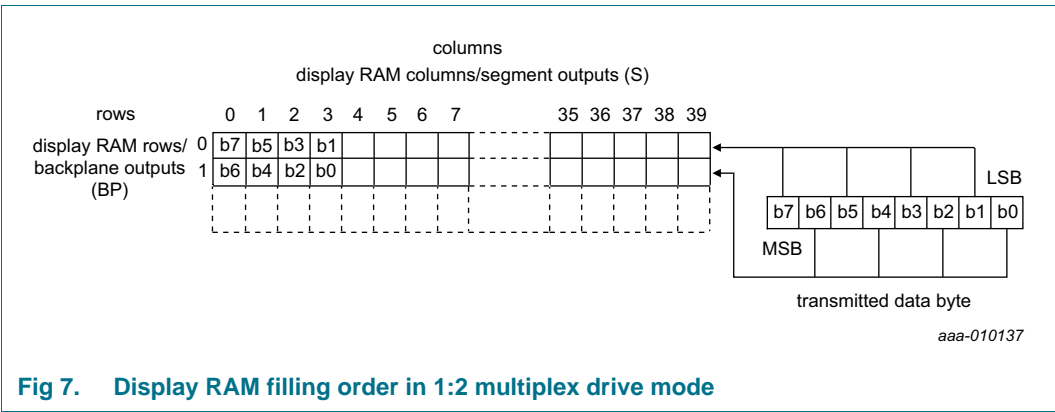 columns
display RAM columns/segment outputs (S)
rows 0 1 2 3 4 5 6 7 35 36 37 38 39
display RAM rows/ 0 b7 b5 b3 b1
backplane outputs 1 b6 b4 b2 b0
(BP)
LSB
b7 b6 b5 b4 b3 b2 b1 b0
MSB
transmitted data byte
aaa-010137
Fig 7. Display RAM filling order in 1:2 multiplex drive mode